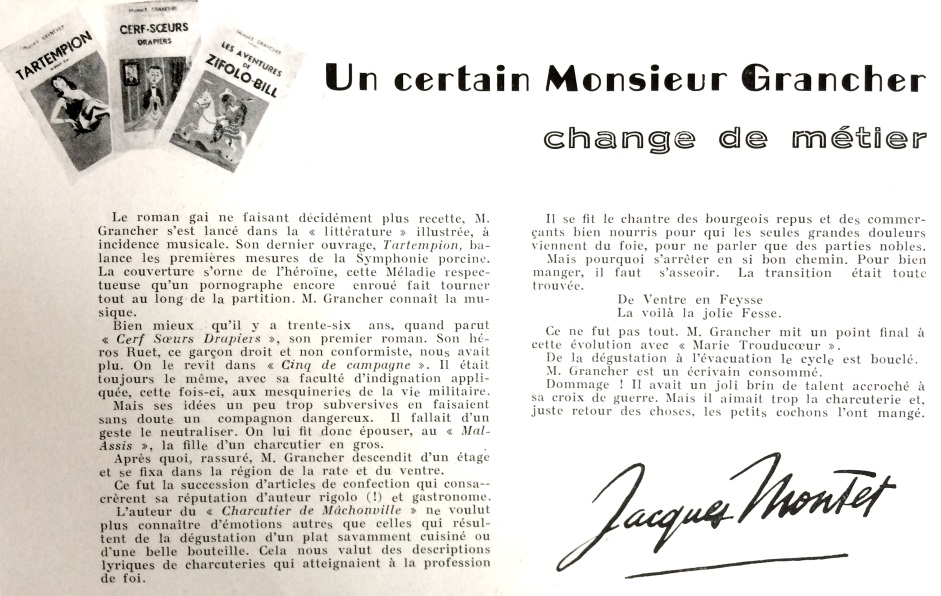 MARCEL GRANCHER
TARTEMPION
MARCEL GRANCHER
CERF-SŒURS
DRAPIERS
MARCEL E. GRANCHER
LES AVENTURES
DE
ZIFOLO-BILL
Un certain Monsieur Grancher
change de métier
Le roman gai ne faisant décidément plus recette, M.
Grancher s'est lancé dans la « littérature » illustrée, à
incidence musicale. Son dernier ouvrage, Tartempion, ba-
lance les premières mesures de la Symphonie porcine.
La couverture s'orne de l'héroïne, cette Méladie respec-
tueuse qu'un pornographe encore enroué fait tourner
tout au long de la partition. M. Grancher connaît la mu-
sique.
Bien mieux qu'il y a trente-six ans, quand parut
« Cerf Sœurs Drapiers », son premier roman. Son hé-
ros Ruet, ce garçon droit et non conformiste, nous avait
plu. On le revit dans « Cinq de campagne ». Il était
toujours le même, avec sa faculté d'indignation appli-
quée, cette fois-ci, aux mesquineries de la vie militaire.
Mais ses idées un peu trop subversives en faisaient
sans doute un compagnon dangereux. Il fallait d'un
geste le neutraliser. On lui fit donc épouser, au « Mal-
Assis », la fille d'un charcutier en gros.
Après quoi, rassuré, M. Grancher descendit d'un étage
et se fixa dans la région de la rate et du ventre.
Ce fut la succession d'articles de confection qui consa-
crèrent sa réputation d'auteur rigolo (!) et gastronome.
L'auteur du « Charcutier de Mâchonville » ne voulut
plus connaître d'émotions autres que celles qui résul-
tent de la dégustation d'un plat savamment cuisiné ou
d'une belle bouteille. Cela nous valut des descriptions
lyriques de charcuteries qui atteignaient à la profession
de foi.
Il se fit le chantre des bourgeois repus et des commer-
çants bien nourris pour qui les seules grandes douleurs
viennent du foie, pour ne parler que des parties nobles.
Mais pourquoi s'arrêter en si bon chemin. Pour bien
manger, il faut s'asseoir. La transition était toute
trouvée.
De Ventre en Feysse
La voilà la jolie Fesse.
Ce ne fut pas tout. M. Grancher mit un point final à
cette évolution avec « Marie Trouducœur ».
De la dégustation à l'évacuation le cycle est bouclé.
M. Grancher est un écrivain consommé.
Dommage ! Il avait un joli brin de talent accroché à
sa croix de guerre. Mais il aimait trop la charcuterie et,
juste retour des choses, les petits cochons l'ont mangé.
Jacques Montet